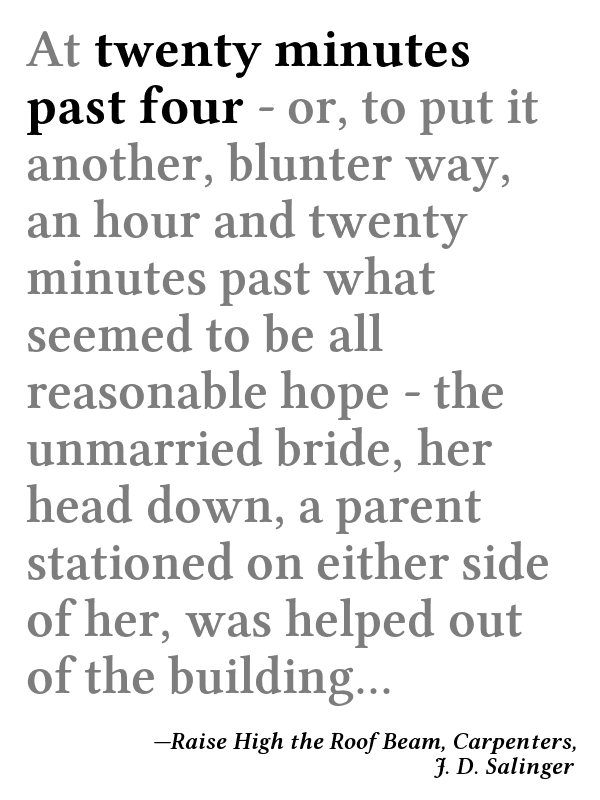 At twenty minutes
past four - or, to put it
another, blunter way,
an hour and twenty
minutes past what
seemed to be all
reasonable hope - the
unmarried bride, her
head down, a parent
stationed on either side
of her, was helped out
of the building...
—Raise High the Roof Beam, Carpenters,
J. D. Salinger